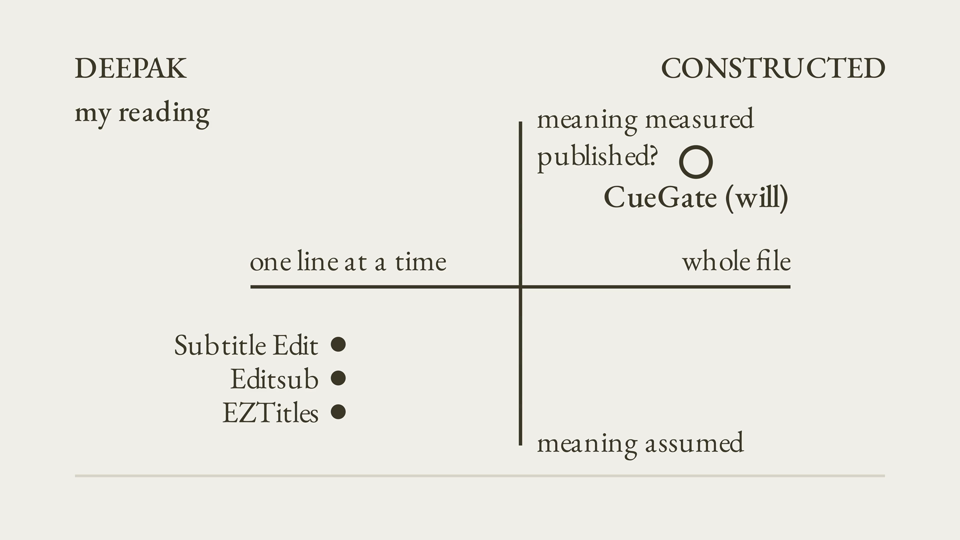 DEEPAK
CONSTRUCTED
my reading
meaning measured
published?
CueGate (will)
one line at a time
whole file
Subtitle Edit
Editsub
EZTitles
meaning assumed